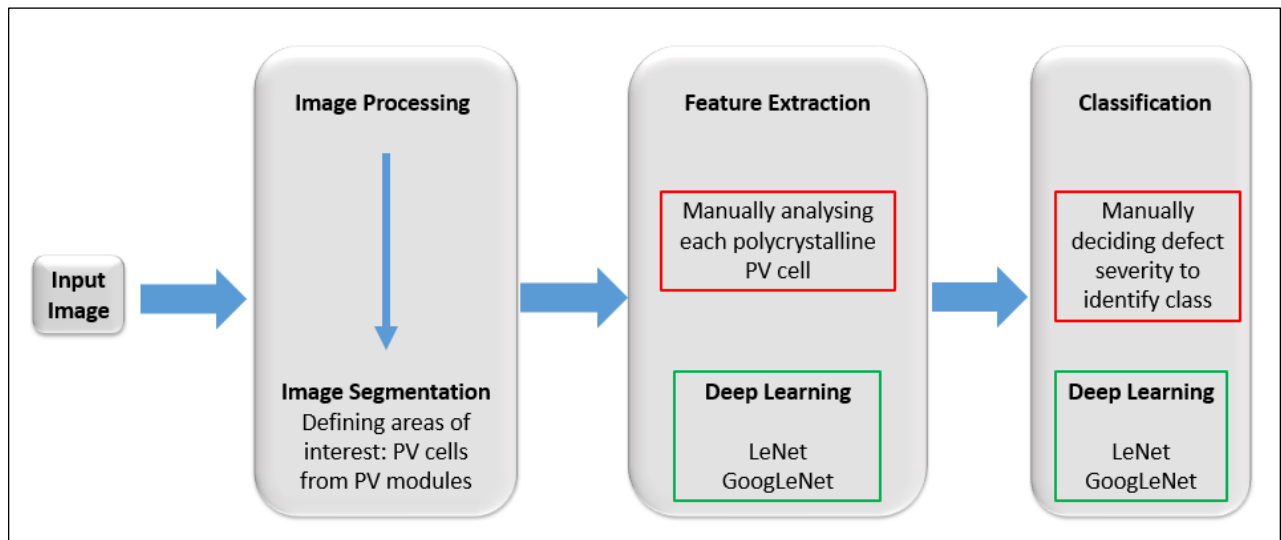 Input
Image
Image Processing
Image Segmentation
Defining areas of
interest: PV cells
from PV modules
Feature Extraction
Manually analysing
each polycrystalline
PV cell
Deep Learning
LeNet
GoogLeNet
Classification
Manually
deciding defect
severity to
identify class
Deep Learning
LeNet
GoogLeNet